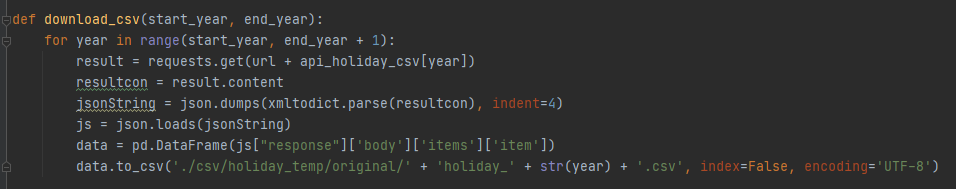 def download_csv(start_year, end_year):
    for year in range(start_year, end_year + 1):
        result = requests.get(url + api_holiday_csv[year])
        resultcon = result.content
        jsonString = json.dumps(xmltodict.parse(resultcon), indent=4)
        js = json.loads(jsonString)
        data = pd.DataFrame(js["response"]['body']['items']['item'])
        data.to_csv('./csv/holiday_temp/original/' + 'holiday_' + str(year) + '.csv', index=False, encoding='UTF-8')